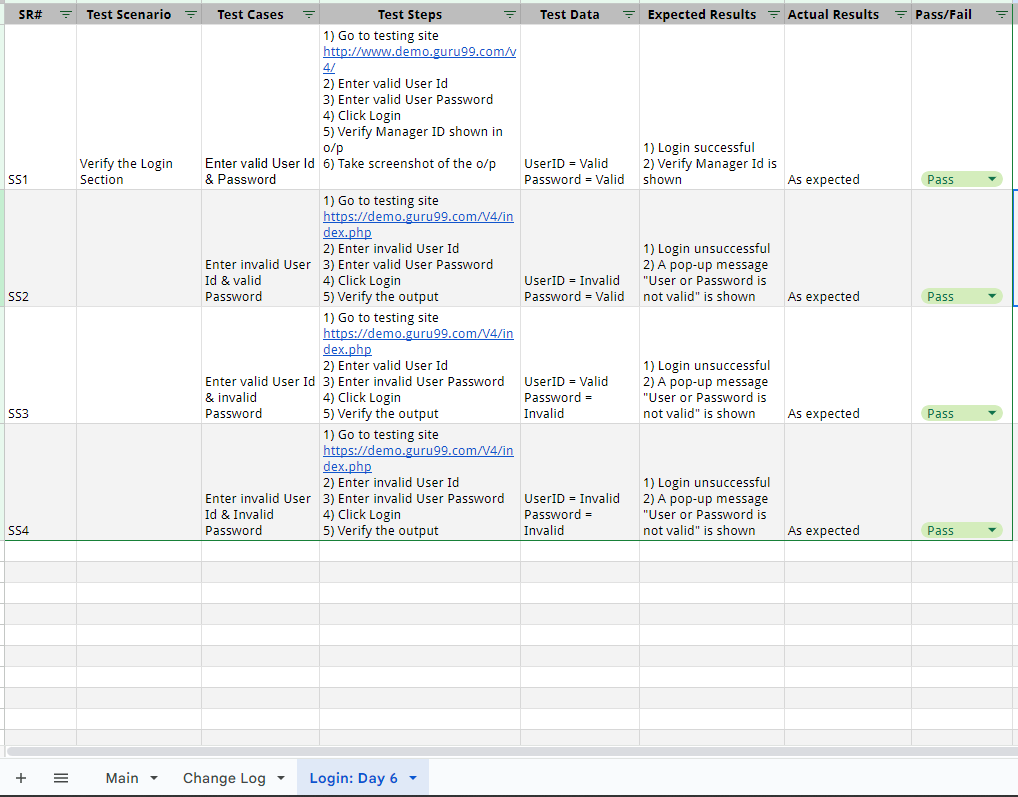 SR# Test Scenario Test Cases Test Steps Test Data Expected Results Actual Results Pass/Fail
SS1
Verify the Login
Section
Enter valid User Id
& Password
1) Go to testing site
http://www.demo.guru99.com/v
4/
2) Enter valid User Id
3) Enter valid User Password
4) Click Login
5) Verify Manager ID shown in
o/p
6) Take screenshot of the o/p
UserID = Valid
Password = Valid
1) Login successful
2) Verify Manager Id is
shown
As expected
Pass
SS2
Enter invalid User
Id & valid
Password
1) Go to testing site
https://demo.guru99.com/V4/in
dex.php
2) Enter invalid User Id
3) Enter valid User Password
4) Click Login
5) Verify the output
UserID = Invalid
Password = Valid
1) Login unsuccessful
2) A pop-up message
"User or Password is
not valid" is shown
As expected
Pass
SS3
Enter valid User Id
& invalid
Password
1) Go to testing site
https://demo.guru99.com/V4/in
dex.php
2) Enter valid User Id
3) Enter invalid User Password
4) Click Login
5) Verify the output
UserID = Valid
Password =
Invalid
1) Login unsuccessful
2) A pop-up message
"User or Password is
not valid" is shown
As expected
Pass
SS4
Enter invalid User
Id & Invalid
Password
1) Go to testing site
https://demo.guru99.com/V4/in
dex.php
2) Enter invalid User Id
3) Enter invalid User Password
4) Click Login
5) Verify the output
UserID = Invalid
Password =
Invalid
1) Login unsuccessful
2) A pop-up message
"User or Password is
not valid" is shown
As expected
Pass
Main Change Log Login: Day 6